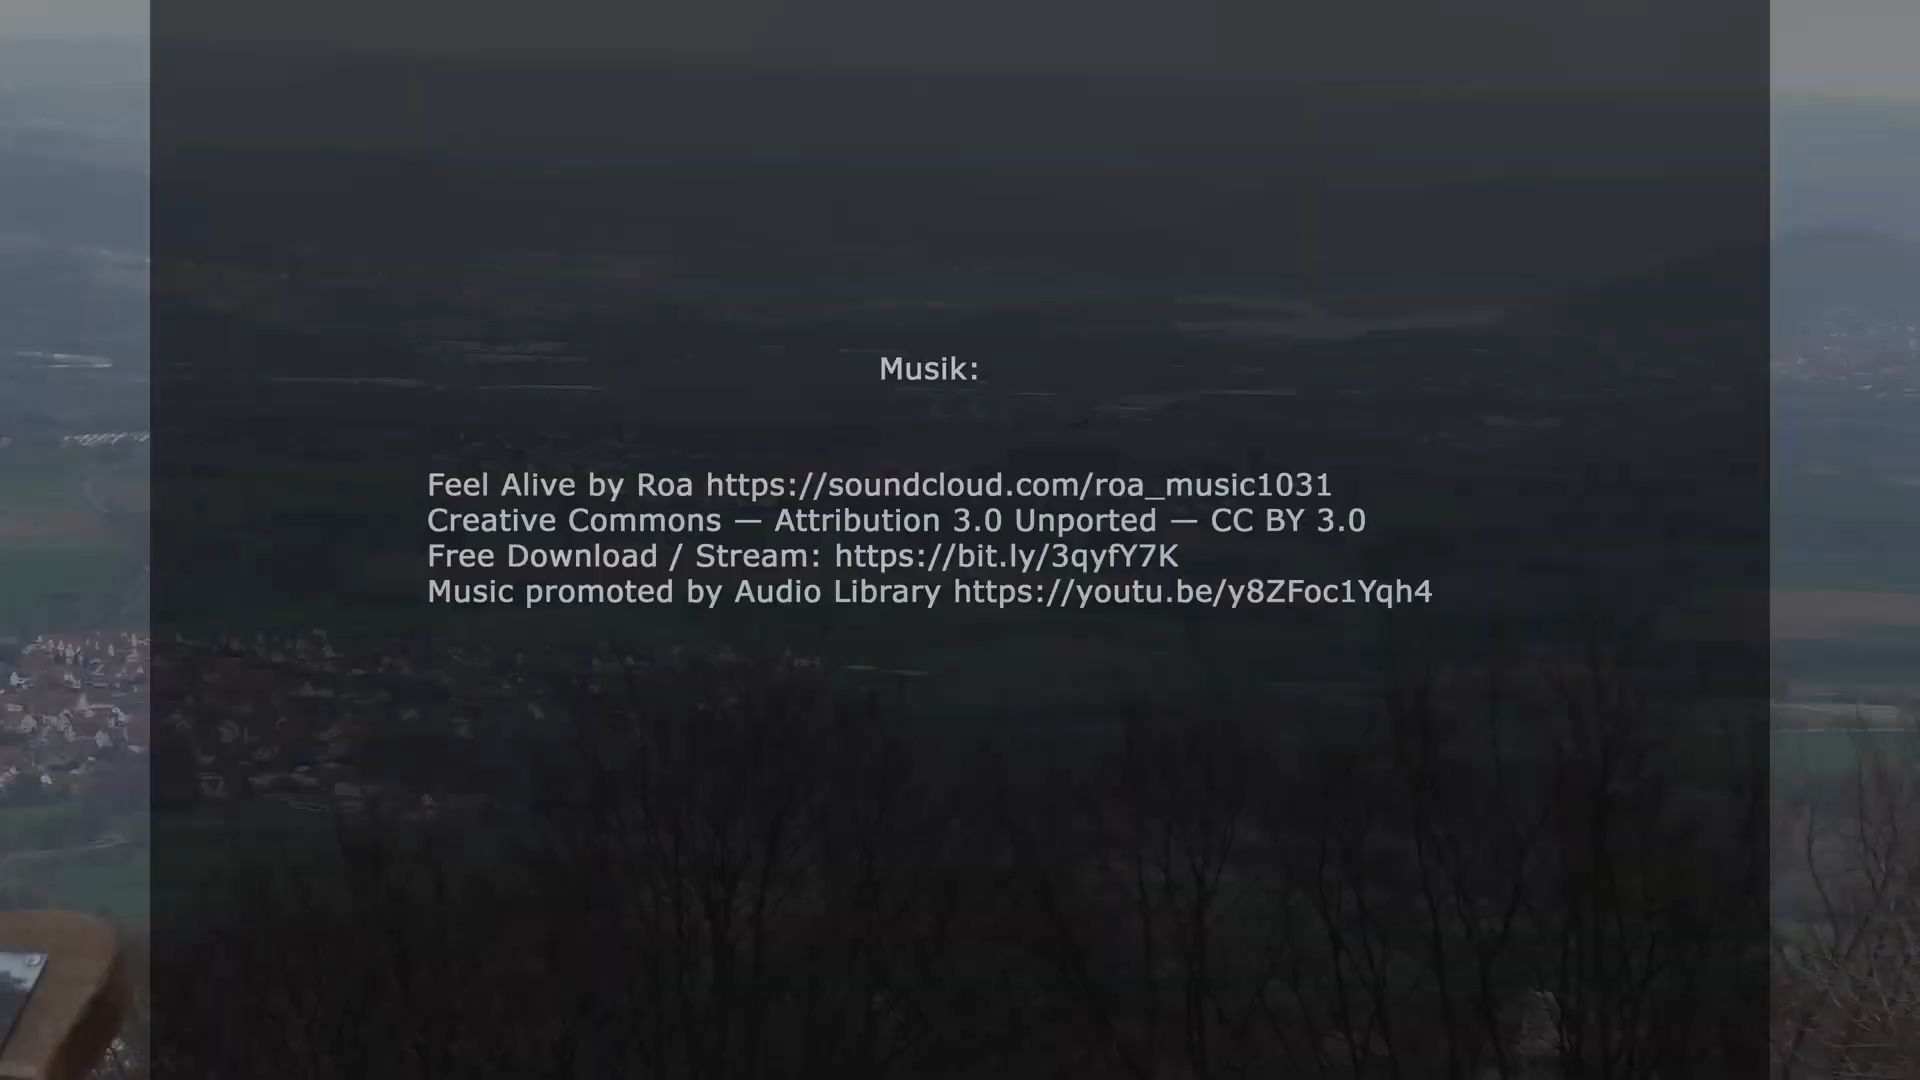 Musik:
Feel Alive by Roa https://soundcloud.com/roa_music1031
Creative Commons — Attribution 3.0 Unported — CC BY 3.0
Free Download / Stream: https://bit.ly/3qyfY7K
Music promoted by Audio Library https://youtu.be/y8ZFoc1Yqh4